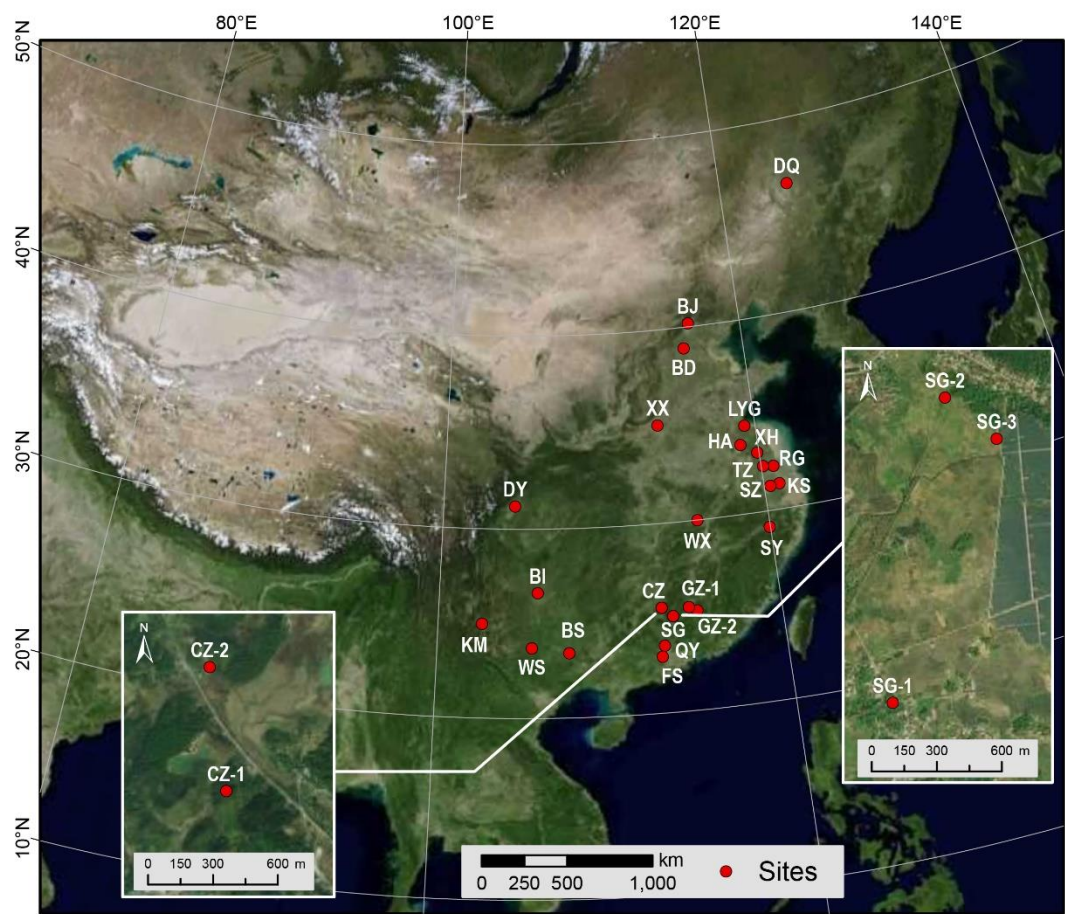 80°E 100°E 120°E 140°E
50°N
40°N
30°N
20°N
10°N
DQ
BJ
BD
XX
LYG
HA
XH
TZ
RG
SZ
KS
DY
WX
SY
BI
CZ
GZ-1
GZ-2
SG
KM
WS
BS
QY
FS
N
SG-2
SG-3
SG-1
0 150 300 600 m
N
CZ-2
CZ-1
0 150 300 600 m
km
0 250 500 1,000
Sites